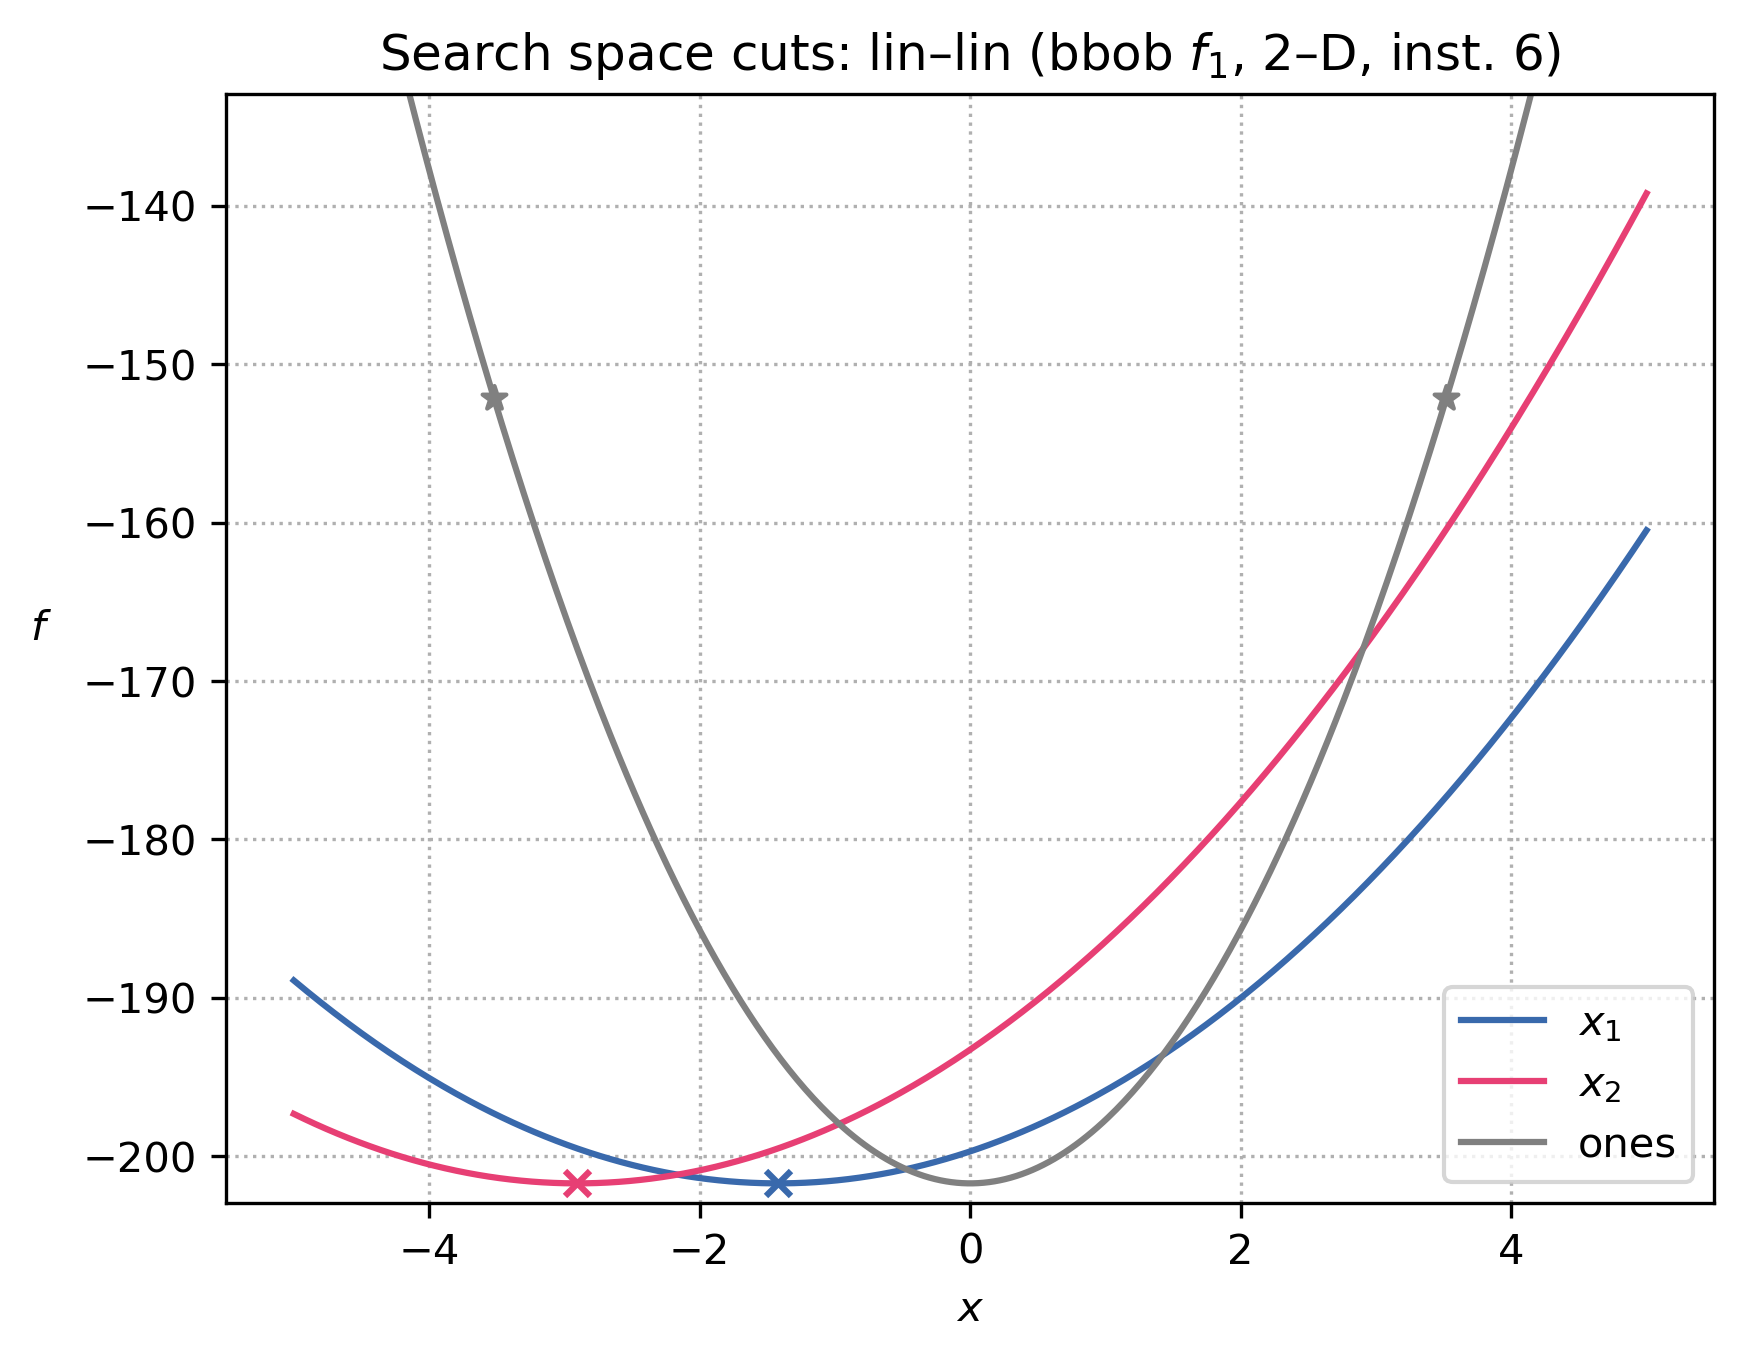 Search space cuts: lin–lin (bbob f₁, 2–D, inst. 6)
f
−140
−150
−160
−170
−180
−190
−200
−4
−2
0
2
4
x
x₁
x₂
ones